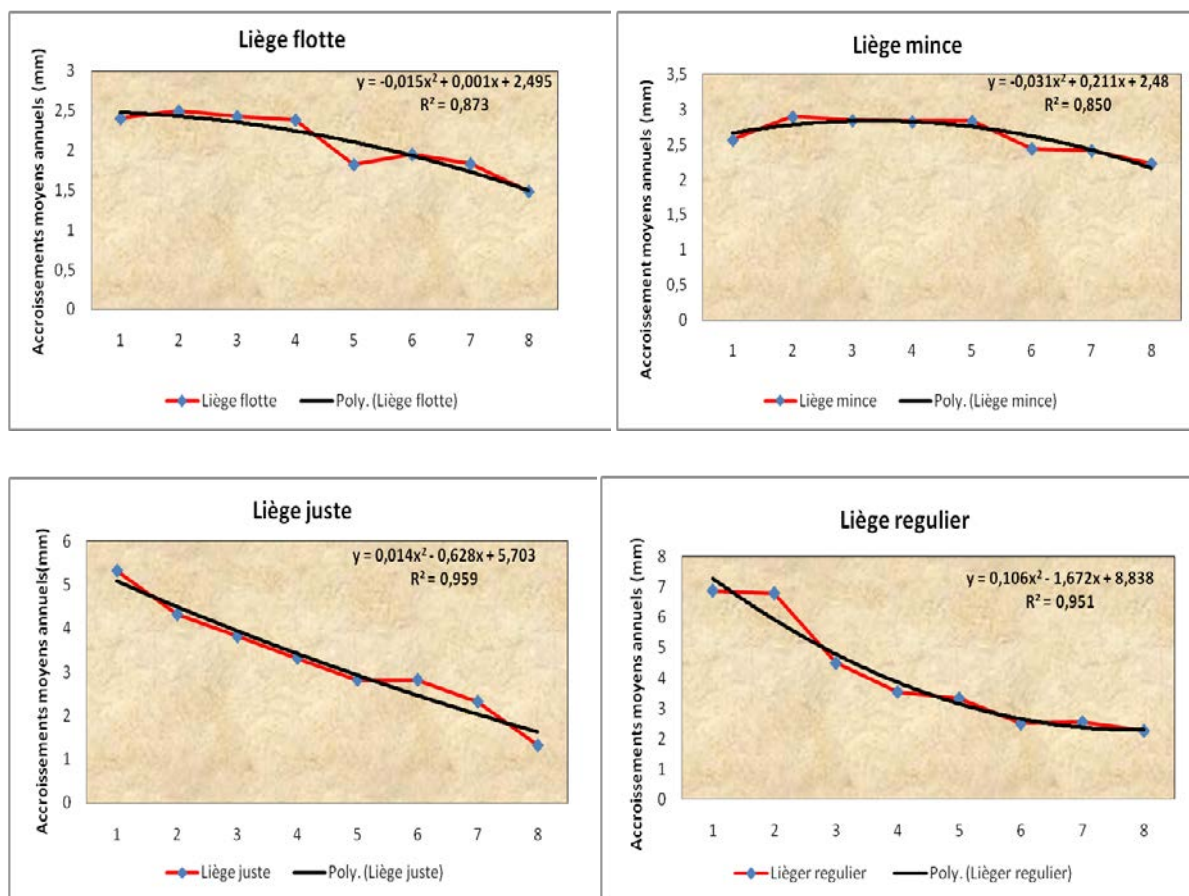 Liège flotte
Accroissements moyens annuels (mm)
3
2,5
2
1,5
1
0,5
0
y = -0,015x² + 0,001x + 2,495
R² = 0,873
1 2 3 4 5 6 7 8
Liège flotte Poly. (Liège flotte)
Liège mince
Accroissement moyens annuels (mm)
3,5
3
2,5
2
1,5
1
0,5
0
y = -0,031x² + 0,211x + 2,48
R² = 0,850
1 2 3 4 5 6 7 8
Liège mince Poly. (Liège mince)
Liège juste
Accroissements moyens annuels(mm)
6
5
4
3
2
1
0
y = 0,014x² - 0,628x + 5,703
R² = 0,959
1 2 3 4 5 6 7 8
Liège juste Poly. (Liège juste)
Liège regulier
Accroissements moyens annuels (mm)
8
7
6
5
4
3
2
1
0
y = 0,106x² - 1,672x + 8,838
R² = 0,951
1 2 3 4 5 6 7 8
Lièger regulier Poly. (Lièger regulier)